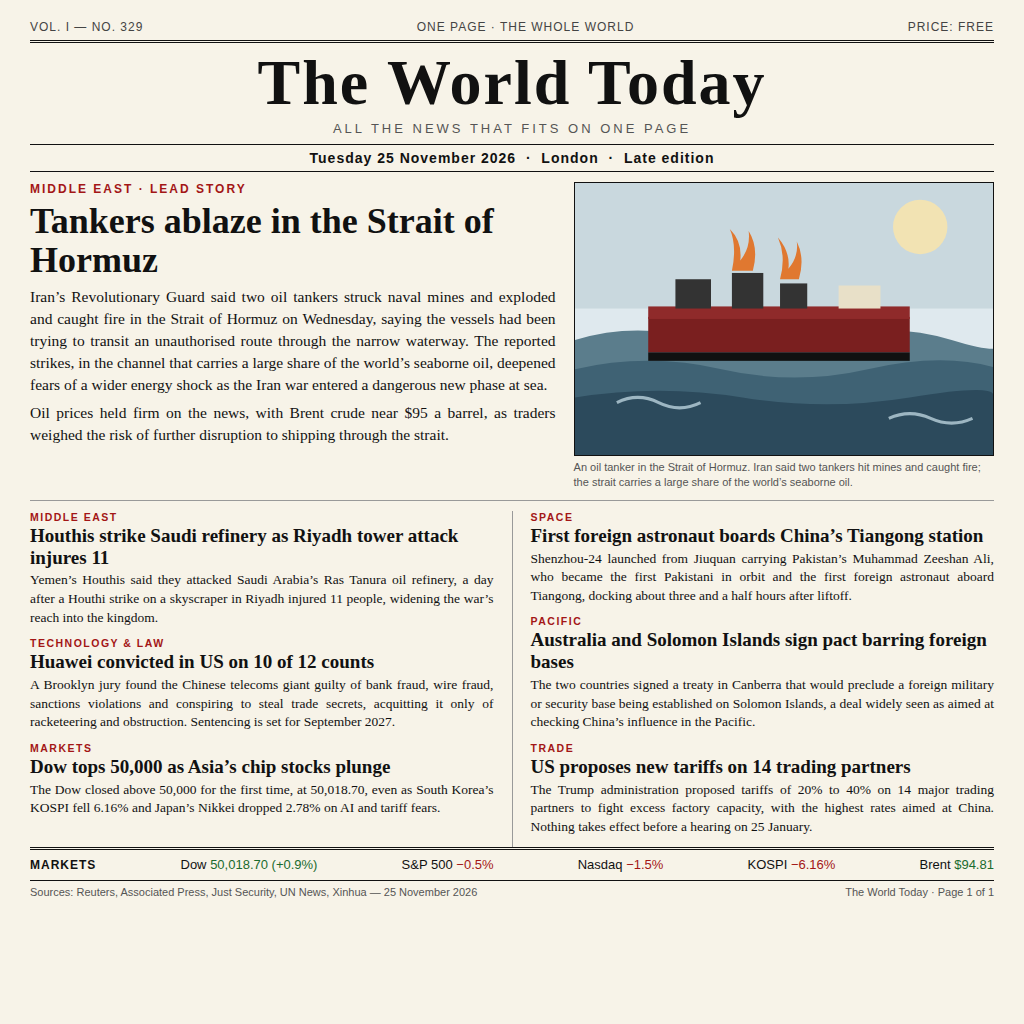 VOL. I — NO. 329
ONE PAGE · THE WHOLE WORLD
PRICE: FREE
The World Today
ALL THE NEWS THAT FITS ON ONE PAGE
Tuesday 25 November 2026 · London · Late edition
MIDDLE EAST · LEAD STORY
Tankers ablaze in the Strait of
Hormuz
Iran’s Revolutionary Guard said two oil tankers struck naval mines and exploded
and caught fire in the Strait of Hormuz on Wednesday, saying the vessels had been
trying to transit an unauthorised route through the narrow waterway. The reported
strikes, in the channel that carries a large share of the world’s seaborne oil, deepened
fears of a wider energy shock as the Iran war entered a dangerous new phase at sea.
Oil prices held firm on the news, with Brent crude near $95 a barrel, as traders
weighed the risk of further disruption to shipping through the strait.
An oil tanker in the Strait of Hormuz. Iran said two tankers hit mines and caught fire;
the strait carries a large share of the world’s seaborne oil.
MIDDLE EAST
Houthis strike Saudi refinery as Riyadh tower attack
injures 11
Yemen’s Houthis said they attacked Saudi Arabia’s Ras Tanura oil refinery, a day
after a Houthi strike on a skyscraper in Riyadh injured 11 people, widening the war’s
reach into the kingdom.
TECHNOLOGY & LAW
Huawei convicted in US on 10 of 12 counts
A Brooklyn jury found the Chinese telecoms giant guilty of bank fraud, wire fraud,
sanctions violations and conspiring to steal trade secrets, acquitting it only of
racketeering and obstruction. Sentencing is set for September 2027.
MARKETS
Dow tops 50,000 as Asia’s chip stocks plunge
The Dow closed above 50,000 for the first time, at 50,018.70, even as South Korea’s
KOSPI fell 6.16% and Japan’s Nikkei dropped 2.78% on AI and tariff fears.
SPACE
First foreign astronaut boards China’s Tiangong station
Shenzhou-24 launched from Jiuquan carrying Pakistan’s Muhammad Zeeshan Ali,
who became the first Pakistani in orbit and the first foreign astronaut aboard
Tiangong, docking about three and a half hours after liftoff.
PACIFIC
Australia and Solomon Islands sign pact barring foreign
bases
The two countries signed a treaty in Canberra that would preclude a foreign military
or security base being established on Solomon Islands, a deal widely seen as aimed at
checking China’s influence in the Pacific.
TRADE
US proposes new tariffs on 14 trading partners
The Trump administration proposed tariffs of 20% to 40% on 14 major trading
partners to fight excess factory capacity, with the highest rates aimed at China.
Nothing takes effect before a hearing on 25 January.
MARKETS Dow 50,018.70 (+0.9%) S&P 500 −0.5% Nasdaq −1.5% KOSPI −6.16% Brent $94.81
Sources: Reuters, Associated Press, Just Security, UN News, Xinhua — 25 November 2026
The World Today · Page 1 of 1